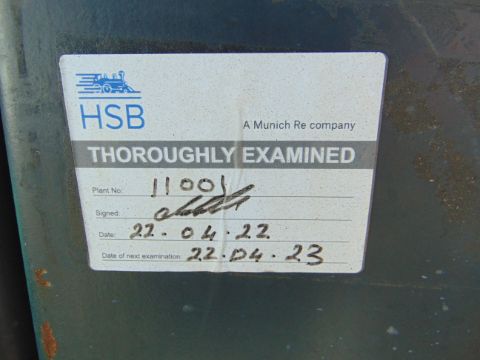 HSB
A Munich Re company
THOROUGHLY EXAMINED
Plant No: 11001
Signed:
Date: 22.04.22
Date of next examination: 22.04.23